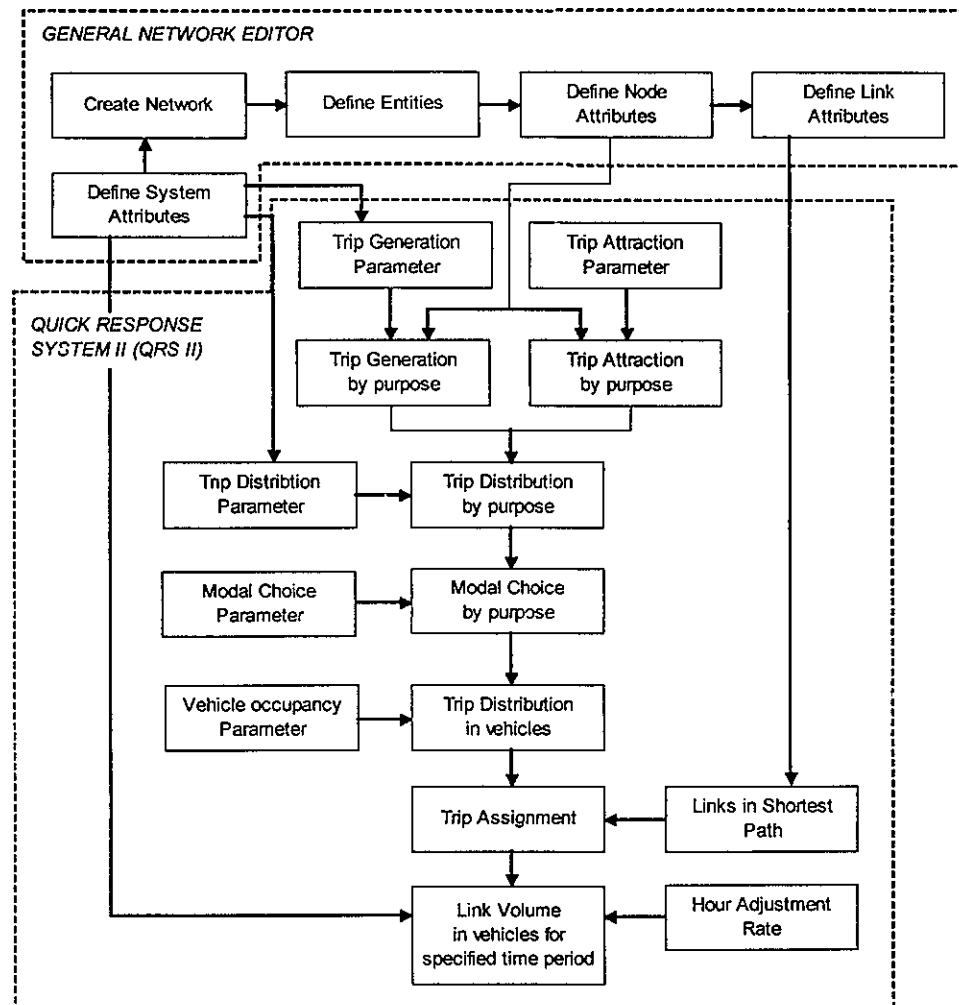 GENERAL NETWORK EDITOR
Create Network
Define Entities
Define Node
Attributes
Define Link
Attributes
Define System
Attributes
Trip Generation
Parameter
Trip Attraction
Parameter
QUICK RESPONSE
SYSTEM II (QRS II)
Trip Generation
by purpose
Trip Attraction
by purpose
Trip Distribtion
Parameter
Trip Distribution
by purpose
Modal Choice
Parameter
Modal Choice
by purpose
Vehicle occupancy
Parameter
Trip Distribution
in vehicles
Trip Assignment
Links in Shortest
Path
Link Volume
in vehicles for
specified time period
Hour Adjustment
Rate